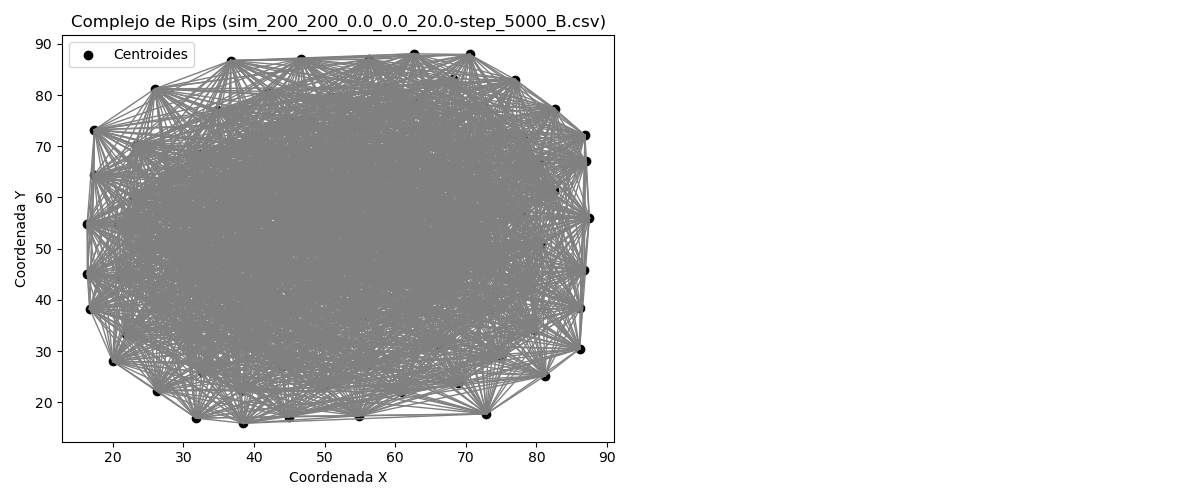 Complejo de Rips (sim_200_200_0.0_0.0_20.0-step_5000_B.csv)
Centroides
90
80
70
60
50
40
30
20
Coordenada Y
20 30 40 50 60 70 80 90
Coordenada X